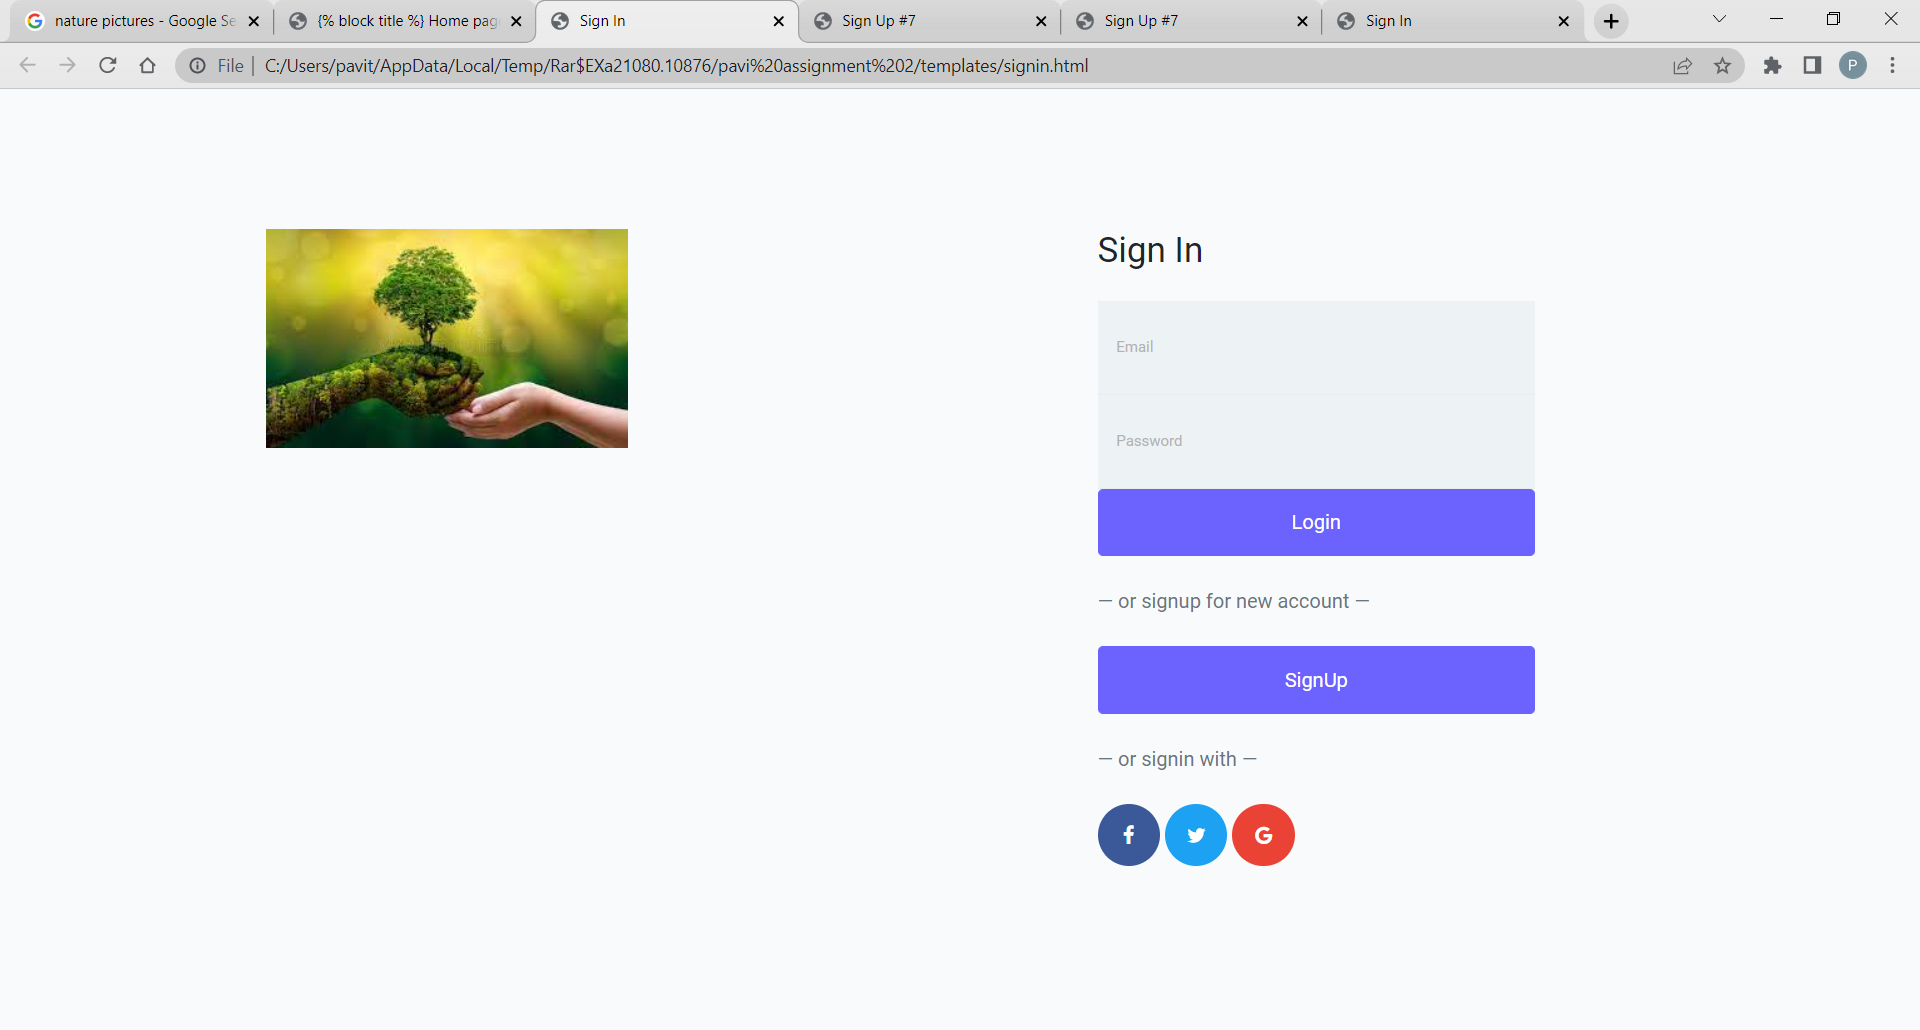 nature pictures - Google Se
{% block title %} Home pag
Sign In
Sign Up #7
Sign Up #7
Sign In
File
C:/Users/pavit/AppData/Local/Temp/Rar$EXa21080.10876/pavi%20assignment%202/templates/signin.html
P
Sign In
Email
Password
Login
— or signup for new account —
SignUp
— or signin with —